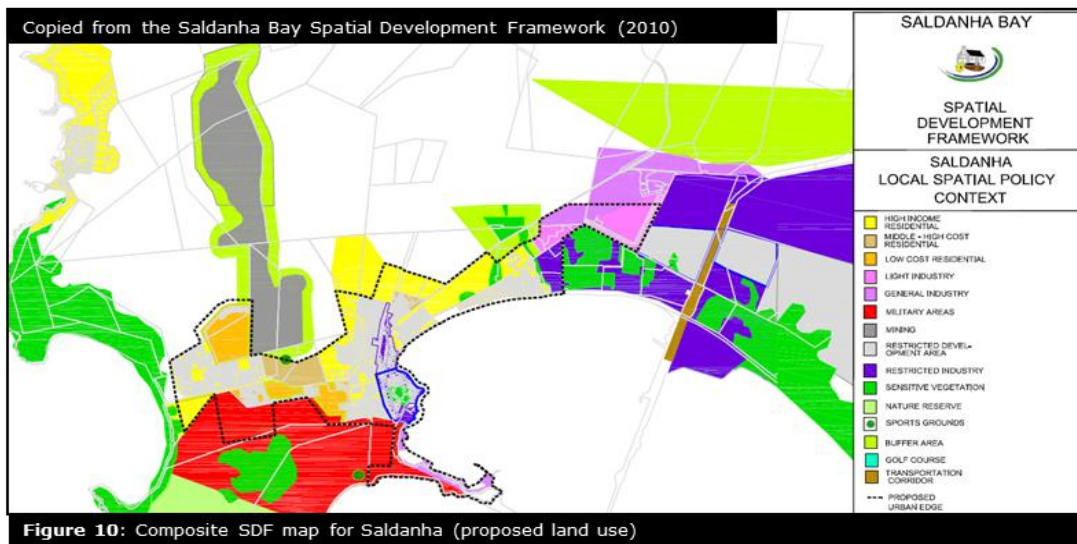 Copied from the Saldanha Bay Spatial Development Framework (2010)
SALDANHA BAY
SPATIAL
DEVELOPMENT
FRAMEWORK
SALDANHA
LOCAL SPATIAL POLICY
CONTEXT
HIGH INCOME
RESIDENTIAL
MIDDLE - HIGH COST
RESIDENTIAL
LOW COST RESIDENTIAL
LIGHT INDUSTRY
GENERAL INDUSTRY
MILITARY AREAS
MINING
RESTRICTED DEVEL-
OPMENT AREA
RESTRICTED INDUSTRY
SENSITIVE VEGETATION
NATURE RESERVE
SPORTS GROUNDS
BUFFER AREA
GOLF COURSE
TRANSPORTATION
CORRIDOR
PROPOSED
URBAN EDGE
Figure 10: Composite SDF map for Saldanha (proposed land use)